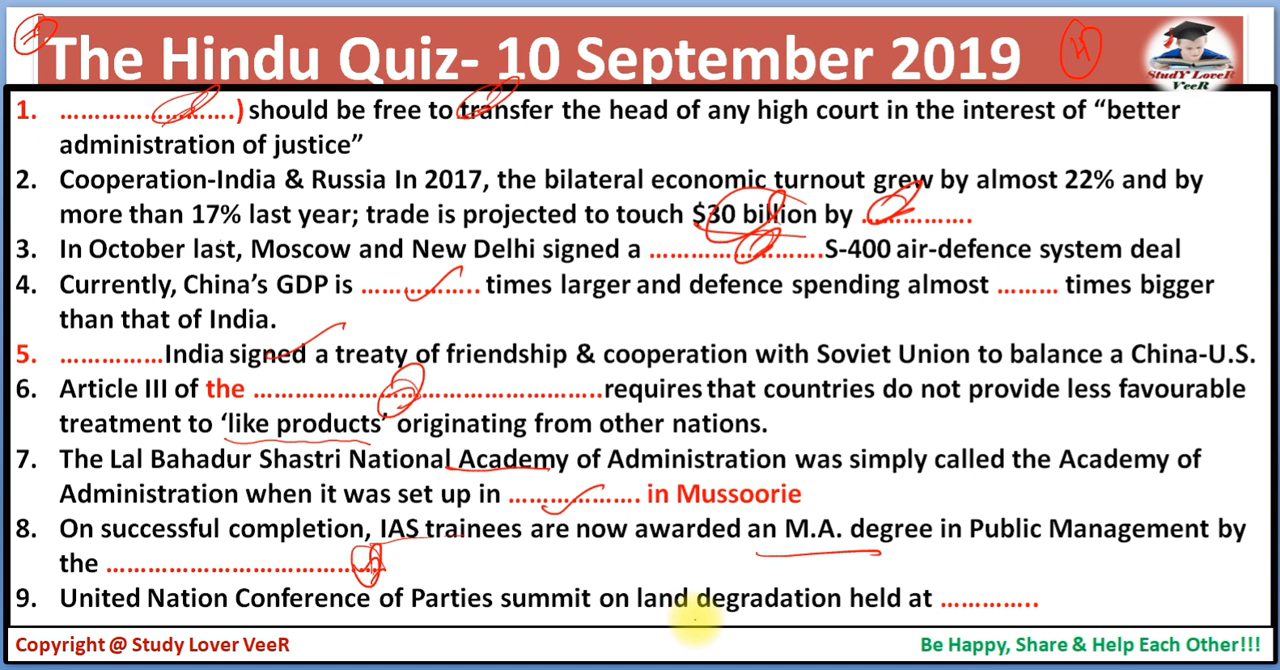 The Hindu Quiz- 10 September 2019
StudY LoveR
VeeR
1. …………………….) should be free to transfer the head of any high court in the interest of “better
administration of justice”
2. Cooperation-India & Russia In 2017, the bilateral economic turnout grew by almost 22% and by
more than 17% last year; trade is projected to touch $30 billion by ……………..
3. In October last, Moscow and New Delhi signed a …………………….S-400 air-defence system deal
4. Currently, China’s GDP is …………….. times larger and defence spending almost ……… times bigger
than that of India.
5. ……………India signed a treaty of friendship & cooperation with Soviet Union to balance a China-U.S.
6. Article III of the …………………………………………..requires that countries do not provide less favourable
treatment to ‘like products’ originating from other nations.
7. The Lal Bahadur Shastri National Academy of Administration was simply called the Academy of
Administration when it was set up in ………………. in Mussoorie
8. On successful completion, IAS trainees are now awarded an M.A. degree in Public Management by
the …………………………………
9. United Nation Conference of Parties summit on land degradation held at …………..
Copyright @ Study Lover VeeR
Be Happy, Share & Help Each Other!!!